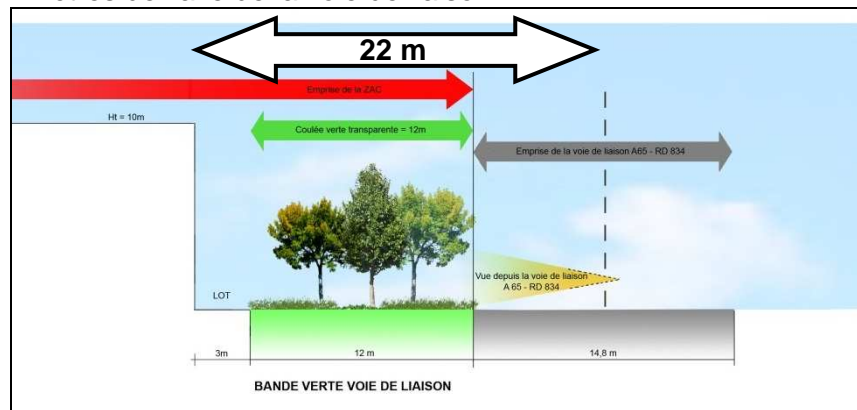 22 m
Emprise de la ZAC
Ht = 10m
Coulée verte transparente = 12m
Emprise de la voie de liaison A65 - RD 834
Vue depuis la voie de liaison
A 65 - RD 834
LOT
3m
12 m
14,8 m
BANDE VERTE VOIE DE LIAISON